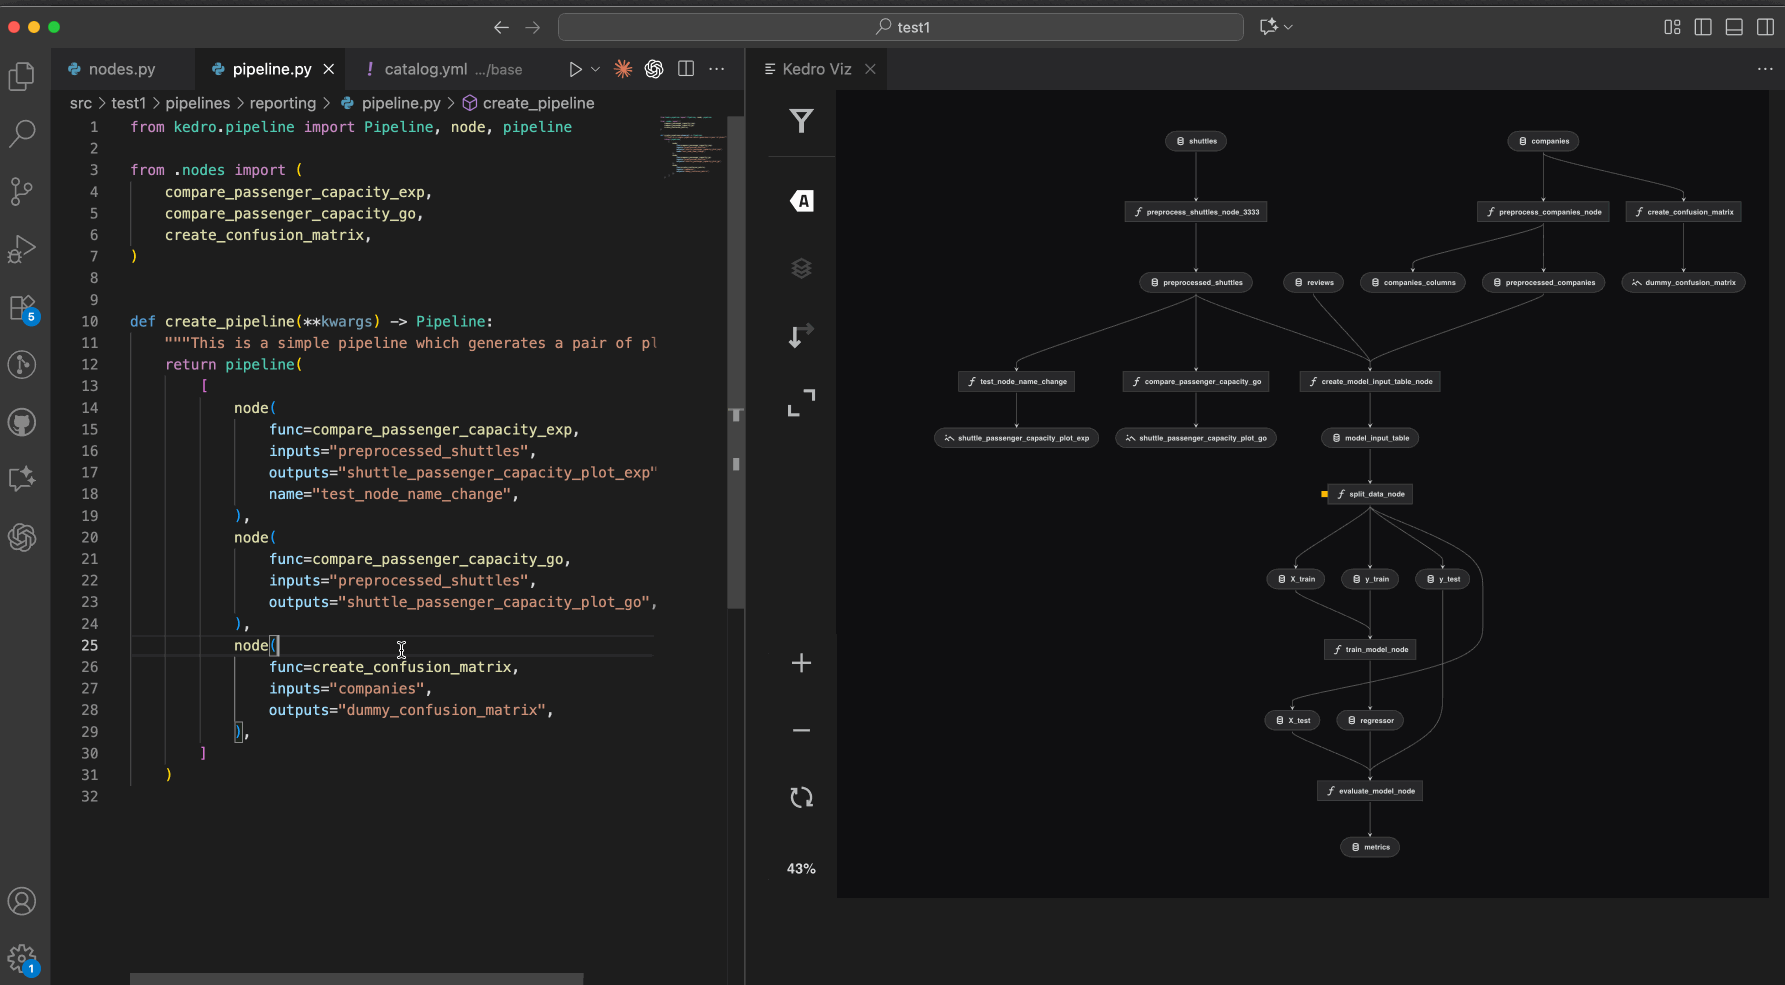 test1
nodes.py
pipeline.py
! catalog.yml .../base
Kedro Viz
src > test1 > pipelines > reporting > pipeline.py > create_pipeline
1 from kedro.pipeline import Pipeline, node, pipeline
2
3 from .nodes import (
4 compare_passenger_capacity_exp,
5 compare_passenger_capacity_go,
6 create_confusion_matrix,
7 )
8
9
10 def create_pipeline(**kwargs) -> Pipeline:
11 """This is a simple pipeline which generates a pair of pl
12 return pipeline(
13 [
14 node(
15 func=compare_passenger_capacity_exp,
16 inputs="preprocessed_shuttles",
17 outputs="shuttle_passenger_capacity_plot_exp"
18 name="test_node_name_change",
19 ),
20 node(
21 func=compare_passenger_capacity_go,
22 inputs="preprocessed_shuttles",
23 outputs="shuttle_passenger_capacity_plot_go",
24 ),
25 node(
26 func=create_confusion_matrix,
27 inputs="companies",
28 outputs="dummy_confusion_matrix",
29 ),
30 ]
31 )
32
5
1
A
43%
shuttles
companies
preprocess_shuttles_node_3333
preprocess_companies_node
create_confusion_matrix
preprocessed_shuttles
reviews
companies_columns
preprocessed_companies
dummy_confusion_matrix
test_node_name_change
compare_passenger_capacity_go
create_model_input_table_node
shuttle_passenger_capacity_plot_exp
shuttle_passenger_capacity_plot_go
model_input_table
split_data_node
X_train
y_train
y_test
train_model_node
X_test
regressor
evaluate_model_node
metrics